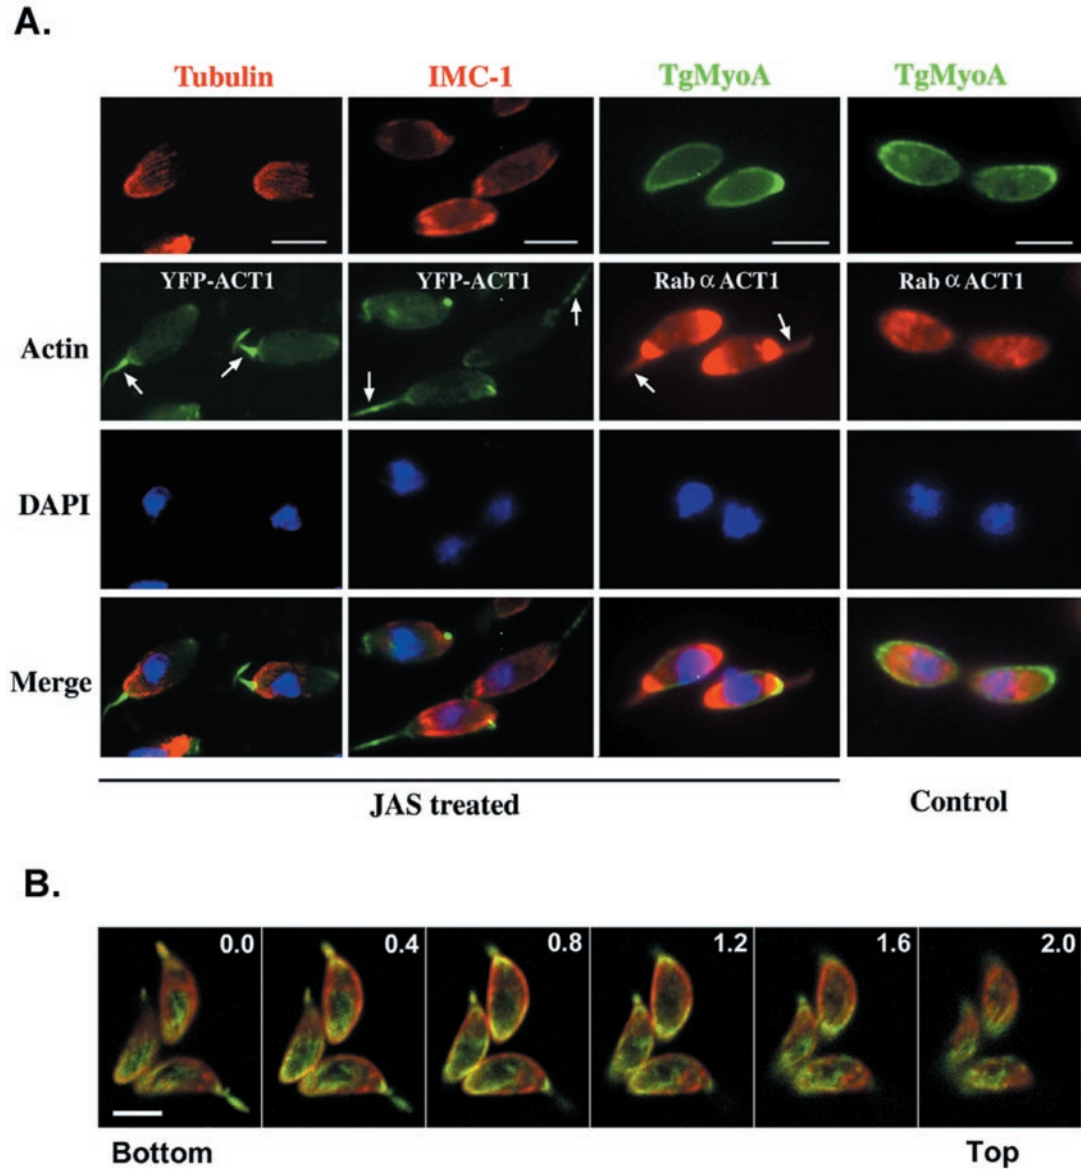 A.
Tubulin IMC-1 TgMyoA TgMyoA
YFP-ACT1 YFP-ACT1 Rab α ACT1 Rab α ACT1
Actin
DAPI
Merge
JAS treated Control
B.
0.0 0.4 0.8 1.2 1.6 2.0
Bottom Top